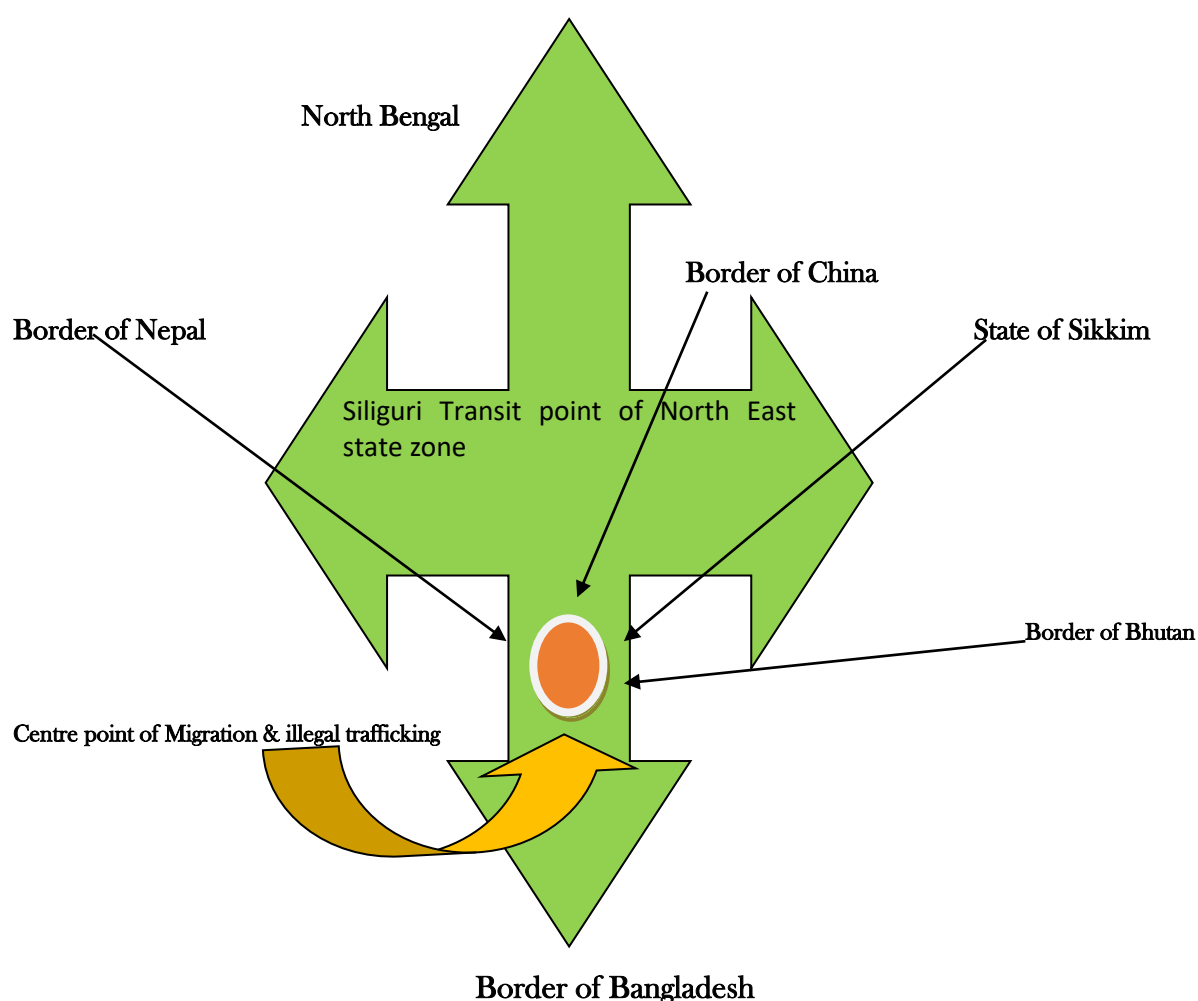 North Bengal
Border of China
Border of Nepal
State of Sikkim
Siliguri Transit point of North East
state zone
Border of Bhutan
Centre point of Migration & illegal trafficking
Border of Bangladesh